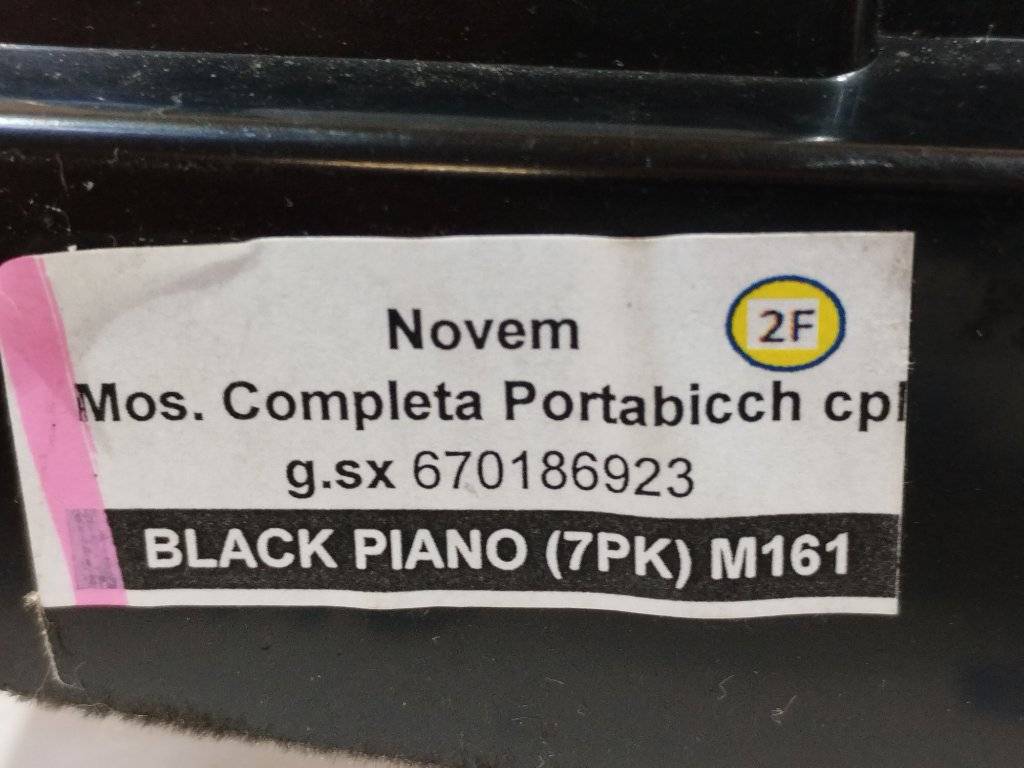 Novem
2F
Mos. Completa Portabicch cpl
g.sx 670186923
BLACK PIANO (7PK) M161